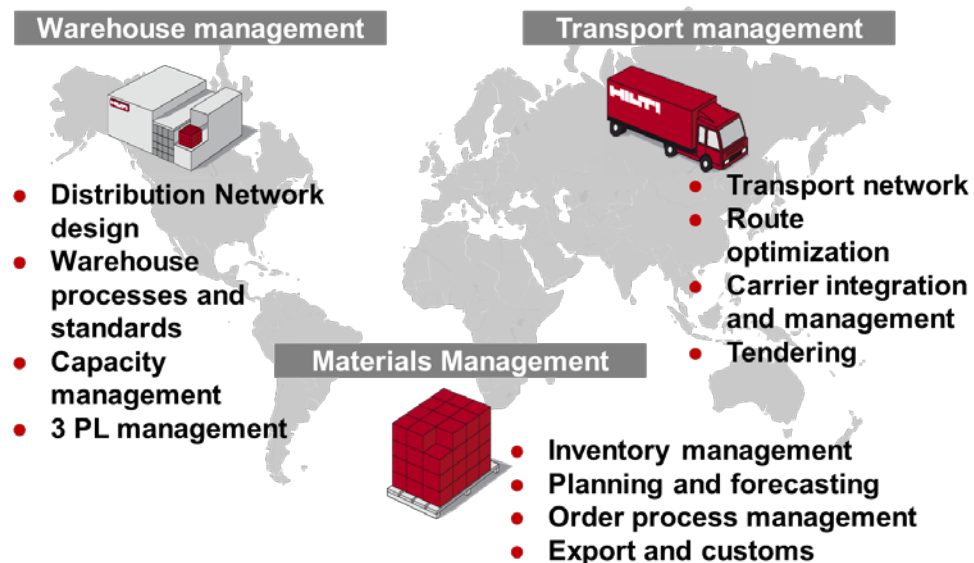 Warehouse management
HILTI
Distribution Network
design
Warehouse
processes and
standards
Capacity
management
3 PL management
Transport management
HILTI
Transport network
Route
optimization
Carrier integration
and management
Tendering
Materials Management
Inventory management
Planning and forecasting
Order process management
Export and customs